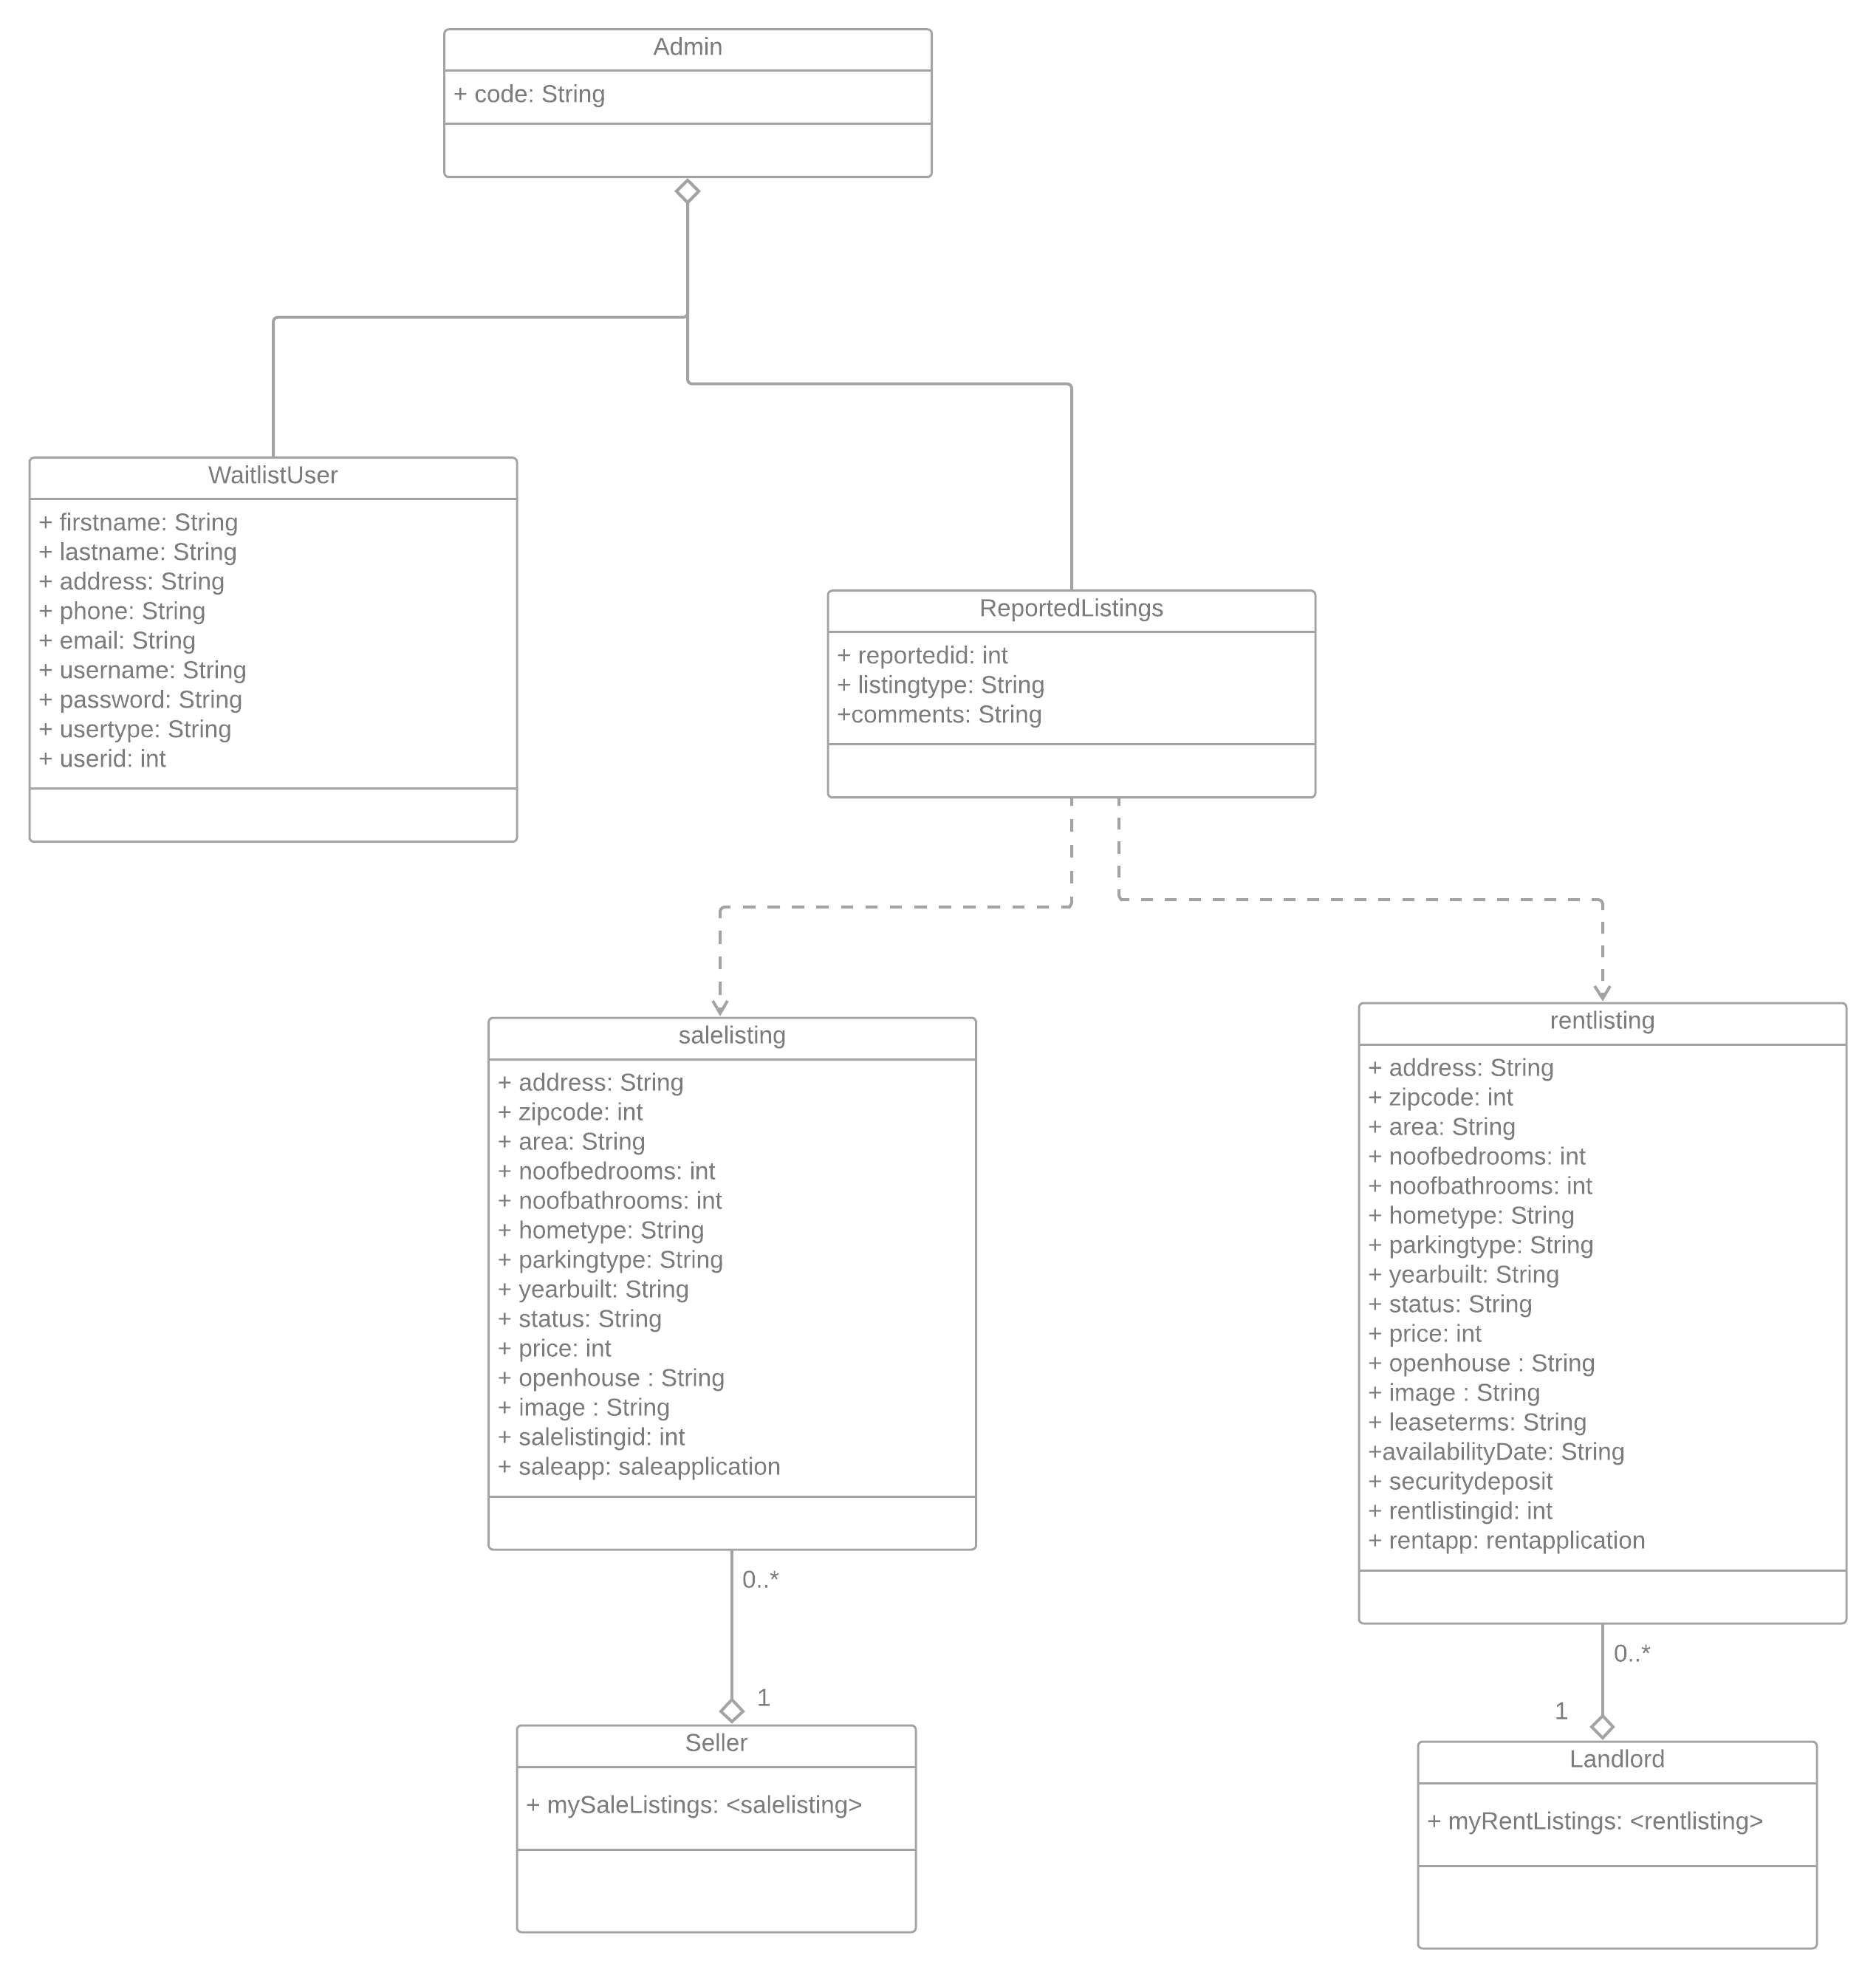 Admin
+ code: String
WaitlistUser
+ firstname: String
+ lastname: String
+ address: String
+ phone: String
+ email: String
+ username: String
+ password: String
+ usertype: String
+ userid: int
ReportedListings
+ reportedid: int
+ listingtype: String
+comments: String
salelisting
+ address: String
+ zipcode: int
+ area: String
+ noofbedrooms: int
+ noofbathrooms: int
+ hometype: String
+ parkingtype: String
+ yearbuilt: String
+ status: String
+ price: int
+ openhouse : String
+ image : String
+ salelistingid: int
+ saleapp: saleapplication
rentlisting
+ address: String
+ zipcode: int
+ area: String
+ noofbedrooms: int
+ noofbathrooms: int
+ hometype: String
+ parkingtype: String
+ yearbuilt: String
+ status: String
+ price: int
+ openhouse : String
+ image : String
+ leaseterms: String
+availabilityDate: String
+ securitydeposit
+ rentlistingid: int
+ rentapp: rentapplication
0..*
1
Seller
+ mySaleListings: <salelisting>
0..*
1
Landlord
+ myRentListings: <rentlisting>